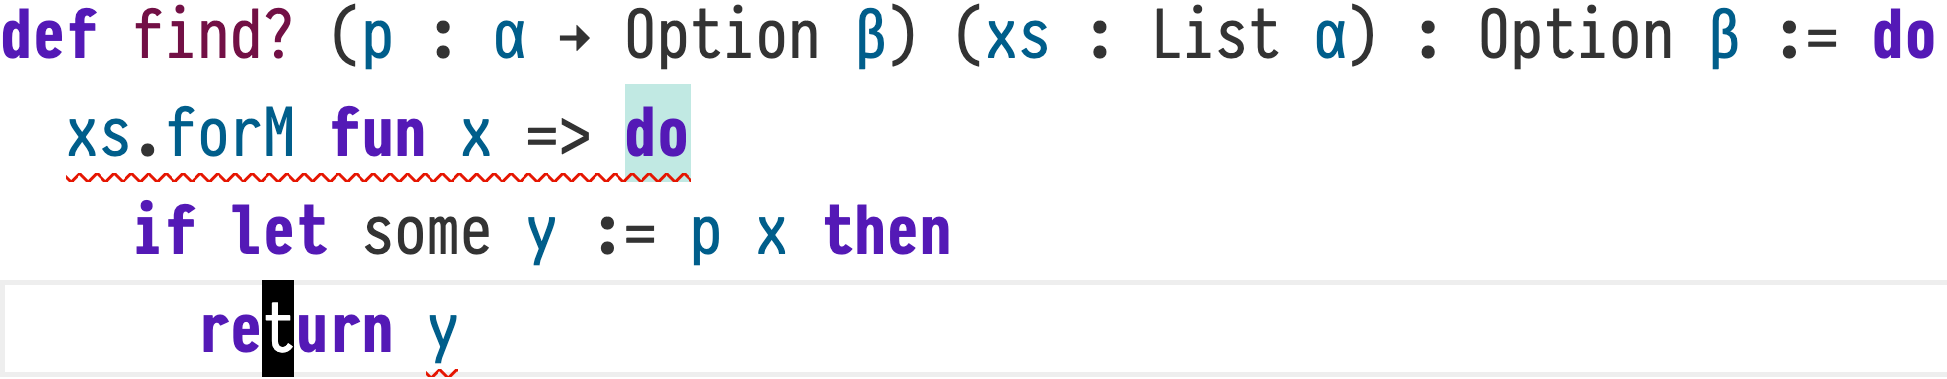 def find? (p : α → Option β) (xs : List α) : Option β := do
  xs.forM fun x => do
    if let some y := p x then
      return y